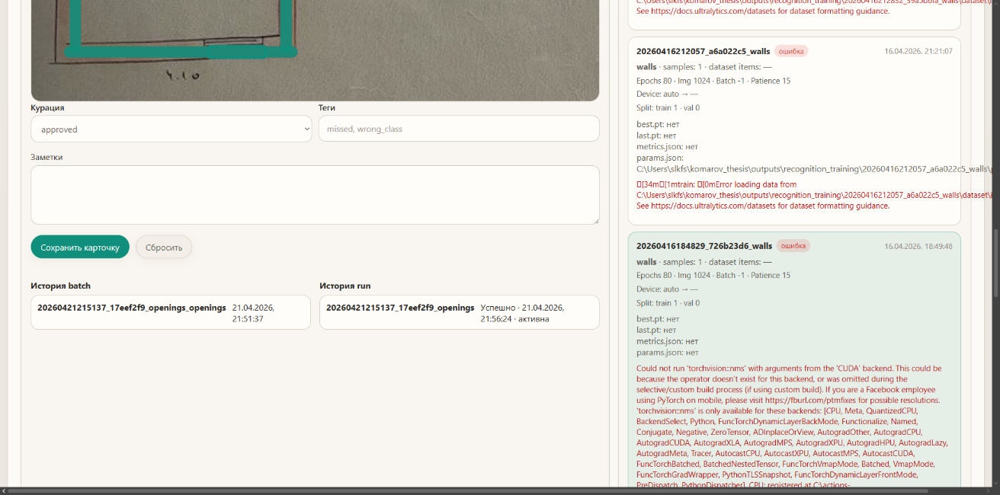 4.10
Курация
approved
Теги
missed, wrong_class
Заметки
Сохранить карточку
Сбросить
История batch
20260421215137_17eef2f9_openings_openings 21.04.2026,
21:51:37
История run
20260421215137_17eef2f9_openings Успешно · 21.04.2026,
21:56:24 · активна
See https://docs.ultralytics.com/datasets for dataset formatting guidance.
20260416212057_a6a022c5_walls ошибка 16.04.2026, 21:21:07
walls · samples: 1 · dataset items: —
Epochs 80 · Img 1024 · Batch -1 · Patience 15
Device: auto → —
Split: train 1 · val 0
best.pt: нет
last.pt: нет
metrics.json: нет
params.json:
C:\Users\slkfs\komarov_thesis\outputs\recognition_training\20260416212057_a6a022c5_walls\
[34m[1mtrain: [0mError loading data from
C:\Users\slkfs\komarov_thesis\outputs\recognition_training\20260416212057_a6a022c5_walls\dataset\
See https://docs.ultralytics.com/datasets for dataset formatting guidance.
20260416184829_726b23d6_walls ошибка 16.04.2026, 18:49:48
walls · samples: 1 · dataset items: —
Epochs 80 · Img 1024 · Batch -1 · Patience 15
Device: auto → —
Split: train 1 · val 0
best.pt: нет
last.pt: нет
metrics.json: нет
params.json: нет
Could not run 'torchvision::nms' with arguments from the 'CUDA' backend. This could be
because the operator doesn't exist for this backend, or was omitted during the
selective/custom build process (if using custom build). If you are a Facebook employee
using PyTorch on mobile, please visit https://fburl.com/ptmfixes for possible resolutions.
'torchvision::nms' is only available for these backends: [CPU, Meta, QuantizedCPU,
BackendSelect, Python, FuncTorchDynamicLayerBackMode, Functionalize, Named,
Conjugate, Negative, ZeroTensor, ADInplaceOrView, AutogradOther, AutogradCPU,
AutogradCUDA, AutogradXLA, AutogradMPS, AutogradXPU, AutogradHPU, AutogradLazy,
AutogradMeta, Tracer, AutocastCPU, AutocastXPU, AutocastMPS, AutocastCUDA,
FuncTorchBatched, BatchedNestedTensor, FuncTorchVmapMode, Batched, VmapMode,
FuncTorchGradWrapper, PythonTLSSnapshot, FuncTorchDynamicLayerFrontMode,
PreDispatch, PythonDispatcher]. CPU: registered at C:\actions-